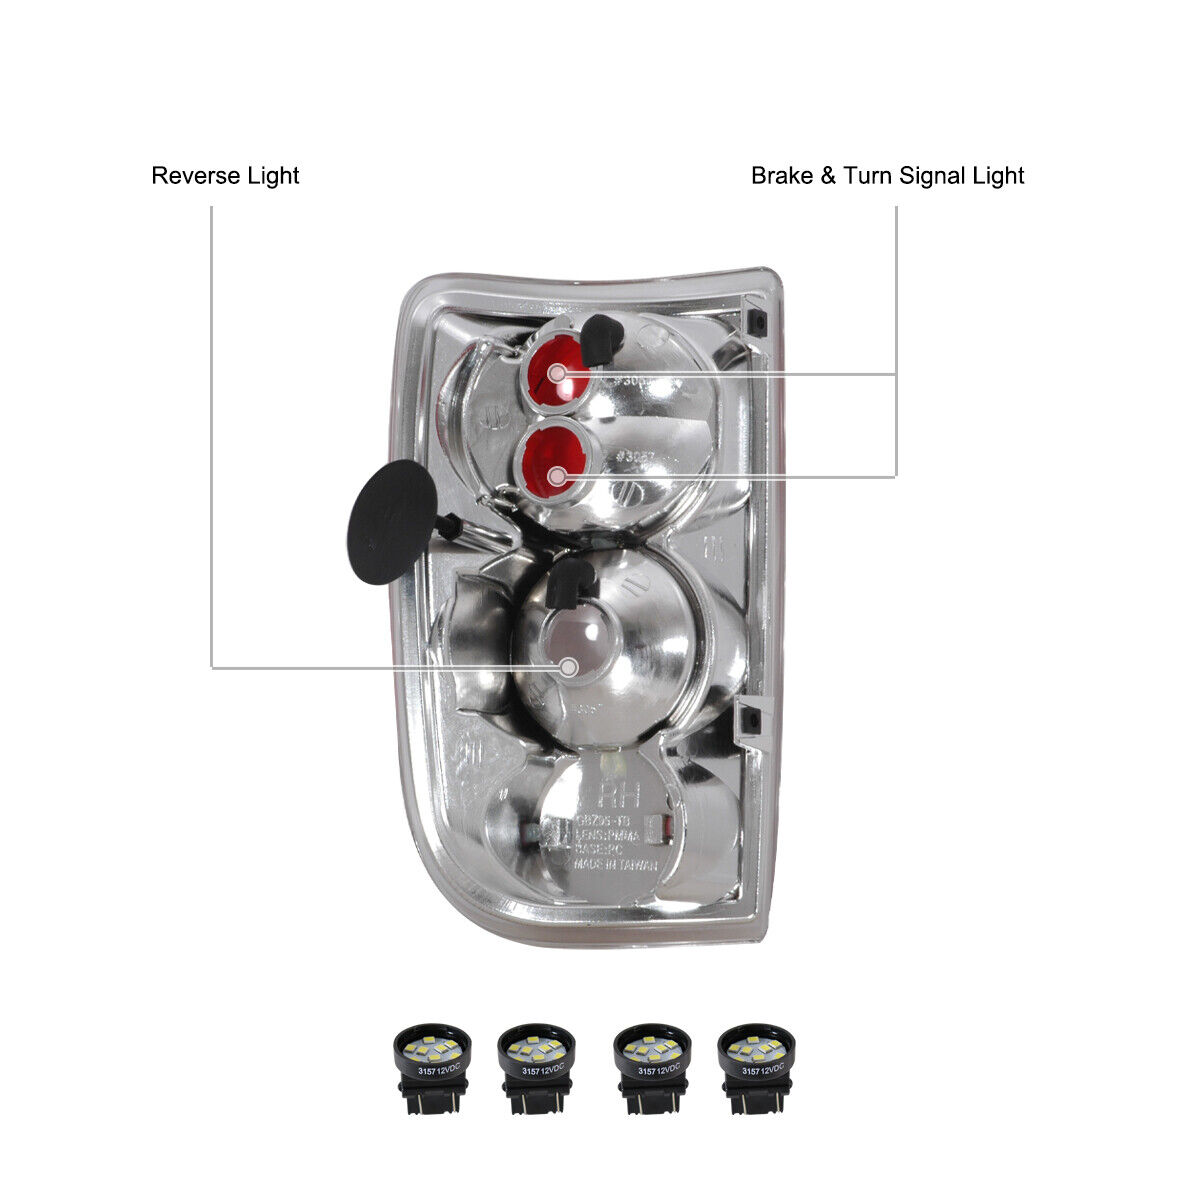 Reverse Light
Brake & Turn Signal Light
#3057
RH
LENS:PMMA
BASE:PC
MADE IN TAIWAN
3157 12VDC
3157 12VDC
3157 12VDC
3157 12VDC